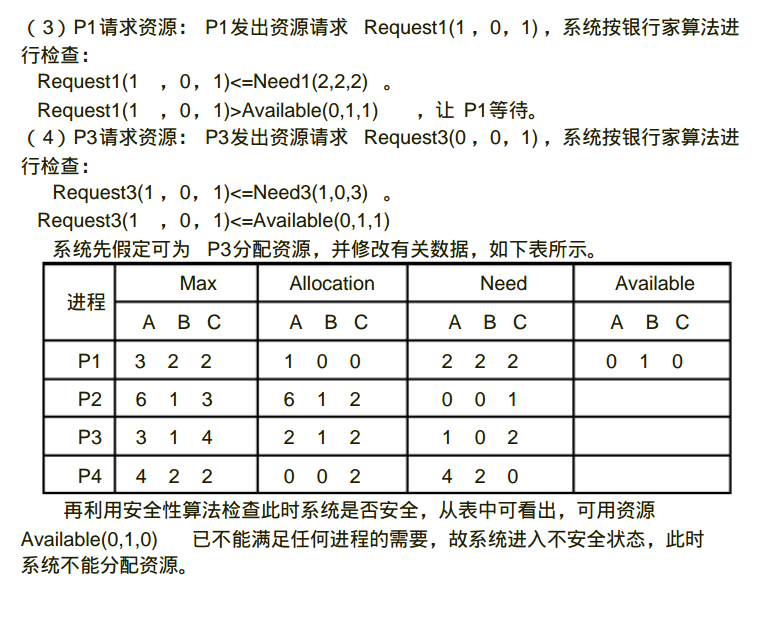 （3）P1请求资源： P1发出资源请求 Request1(1，0，1)，系统按银行家算法进
行检查：
Request1(1 ，0，1)<=Need1(2,2,2) 。
Request1(1 ，0，1)>Available(0,1,1) ，让 P1等待。
（4）P3请求资源： P3发出资源请求 Request3(0，0，1)，系统按银行家算法进
行检查：
Request3(1，0，1)<=Need3(1,0,3) 。
Request3(1 ，0，1)<=Available(0,1,1)
系统先假定可为 P3分配资源，并修改有关数据，如下表所示。
进程 Max Allocation Need Available
A B C A B C A B C A B C
P1 3 2 2 1 0 0 2 2 2 0 1 0
P2 6 1 3 6 1 2 0 0 1
P3 3 1 4 2 1 2 1 0 2
P4 4 2 2 0 0 2 4 2 0
再利用安全性算法检查此时系统是否安全，从表中可看出，可用资源
Available(0,1,0) 已不能满足任何进程的需要，故系统进入不安全状态，此时
系统不能分配资源。